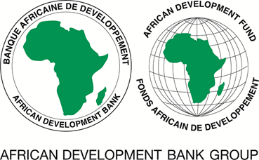 BANQUE AFRICAINE DE DEVELOPPEMENT
AFRICAN DEVELOPMENT BANK
AFRICAN DEVELOPMENT FUND
FONDS AFRICAIN DE DEVELOPPEMENT
AFRICAN DEVELOPMENT BANK GROUP